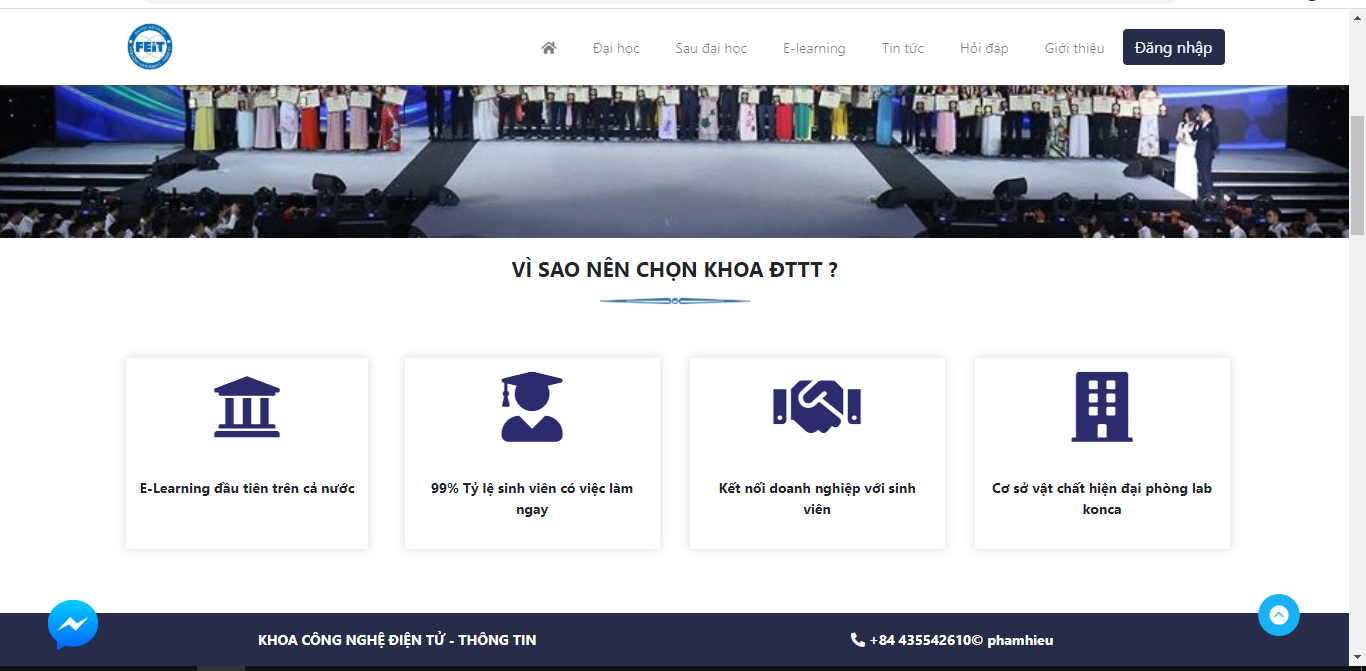 FEiT
Đại học
Sau đại học
E-learning
Tin tức
Hỏi đáp
Giới thiệu
Đăng nhập
VÌ SAO NÊN CHỌN KHOA ĐTTT ?
E-Learning đầu tiên trên cả nước
99% Tỷ lệ sinh viên có việc làm
ngay
Kết nối doanh nghiệp với sinh
viên
Cơ sở vật chất hiện đại phòng lab
konca
KHOA CÔNG NGHỆ ĐIỆN TỬ - THÔNG TIN
+84 435542610© phamhieu